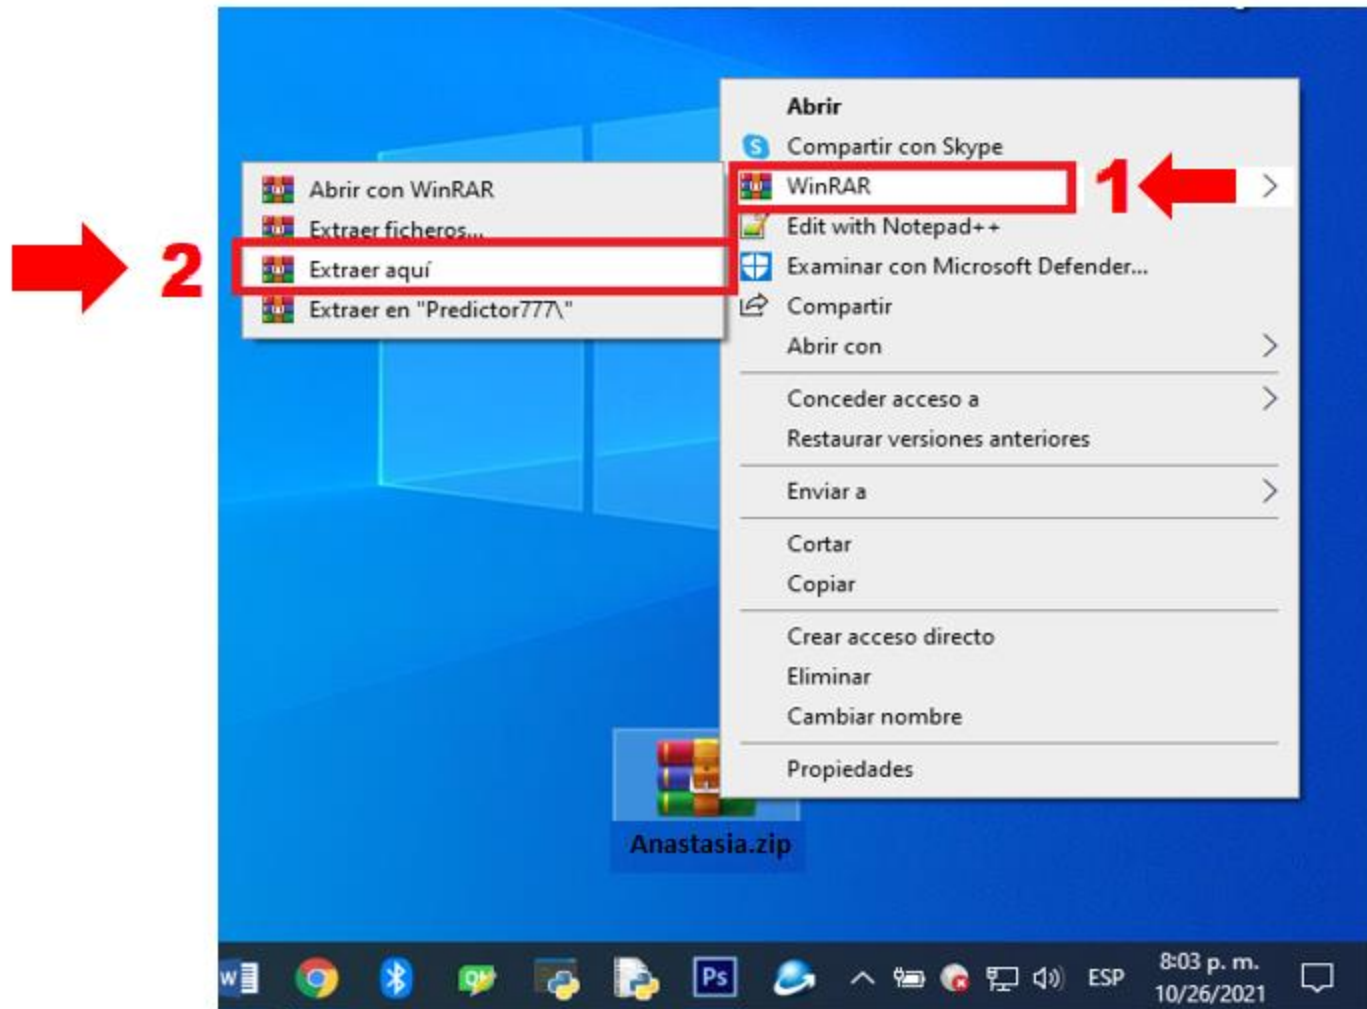 Abrir
Compartir con Skype
WinRAR
1
Edit with Notepad++
Examinar con Microsoft Defender...
Compartir
Abrir con
Conceder acceso a
Restaurar versiones anteriores
Enviar a
Cortar
Copiar
Crear acceso directo
Eliminar
Cambiar nombre
Propiedades
Abrir con WinRAR
Extraer ficheros...
2
Extraer aquí
Extraer en "Predictor777\"
Anastasia.zip
W
Qt
Ps
ESP
8:03 p. m.
10/26/2021